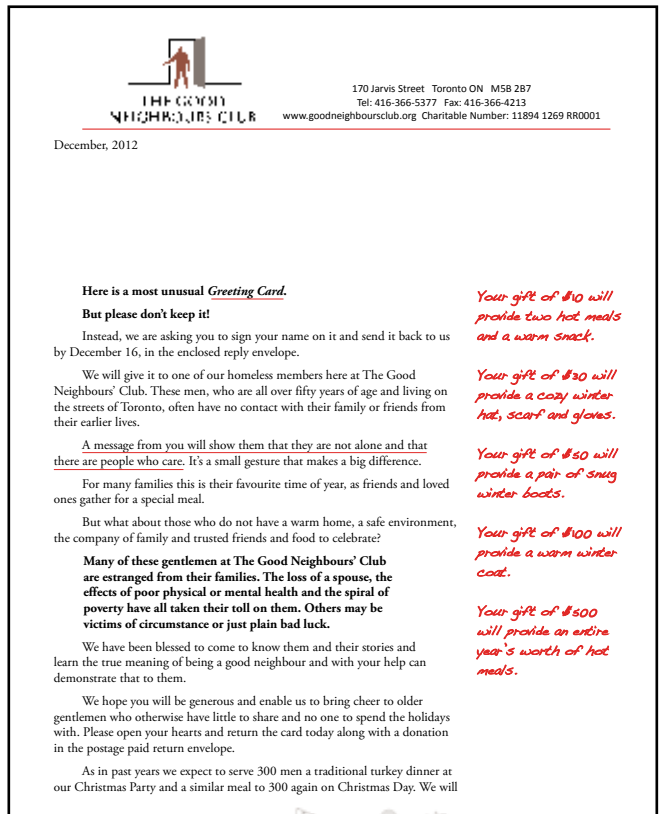 THE GOOD
NEIGHBOURS CLUB
170 Jarvis Street Toronto ON M5B 2B7
Tel: 416-366-5377 Fax: 416-366-4213
www.goodneighboursclub.org Charitable Number: 11894 1269 RR0001
December, 2012
Here is a most unusual Greeting Card.
But please don't keep it!
Instead, we are asking you to sign your name on it and send it back to us
by December 16, in the enclosed reply envelope.
We will give it to one of our homeless members here at The Good
Neighbours' Club. These men, who are all over fifty years of age and living on
the streets of Toronto, often have no contact with their family or friends from
their earlier lives.
A message from you will show them that they are not alone and that
there are people who care. It's a small gesture that makes a big difference.
For many families this is their favourite time of year, as friends and loved
ones gather for a special meal.
But what about those who do not have a warm home, a safe environment,
the company of family and trusted friends and food to celebrate?
Many of these gentlemen at The Good Neighbours' Club
are estranged from their families. The loss of a spouse, the
effects of poor physical or mental health and the spiral of
poverty have all taken their toll on them. Others may be
victims of circumstance or just plain bad luck.
We have been blessed to come to know them and their stories and
learn the true meaning of being a good neighbour and with your help can
demonstrate that to them.
We hope you will be generous and enable us to bring cheer to older
gentlemen who otherwise have little to share and no one to spend the holidays
with. Please open your hearts and return the card today along with a donation
in the postage paid return envelope.
As in past years we expect to serve 300 men a traditional turkey dinner at
our Christmas Party and a similar meal to 300 again on Christmas Day. We will
Your gift of $10 will
provide two hot meals
and a warm snack.
Your gift of $30 will
provide a cozy winter
hat, scarf and gloves.
Your gift of $50 will
provide a pair of snug
winter boots.
Your gift of $100 will
provide a warm winter
coat.
Your gift of $500
will provide an entire
year's worth of hot
meals.